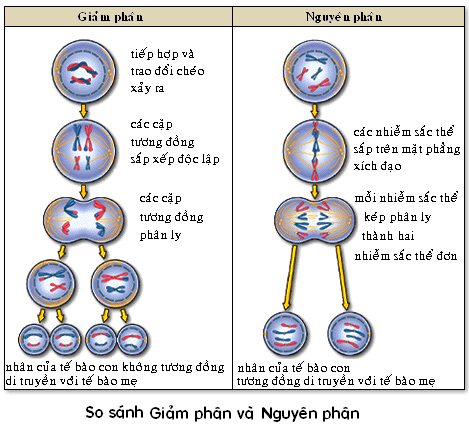 Giảm phân
Nguyên phân
tiếp hợp và
trao đổi chéo
xảy ra
các cặp
tương đồng
sắp xếp độc lập
các cặp
tương đồng
phân ly
nhân của tế bào con không tương đồng
di truyền với tế bào mẹ
các nhiễm sắc thể
sắp trên mặt phẳng
xích đạo
mỗi nhiễm sắc thể
kép phân ly
thành hai
nhiễm sắc thể đơn
nhân của tế bào con
tương đồng di truyền với tế bào mẹ
So sánh Giảm phân và Nguyên phân